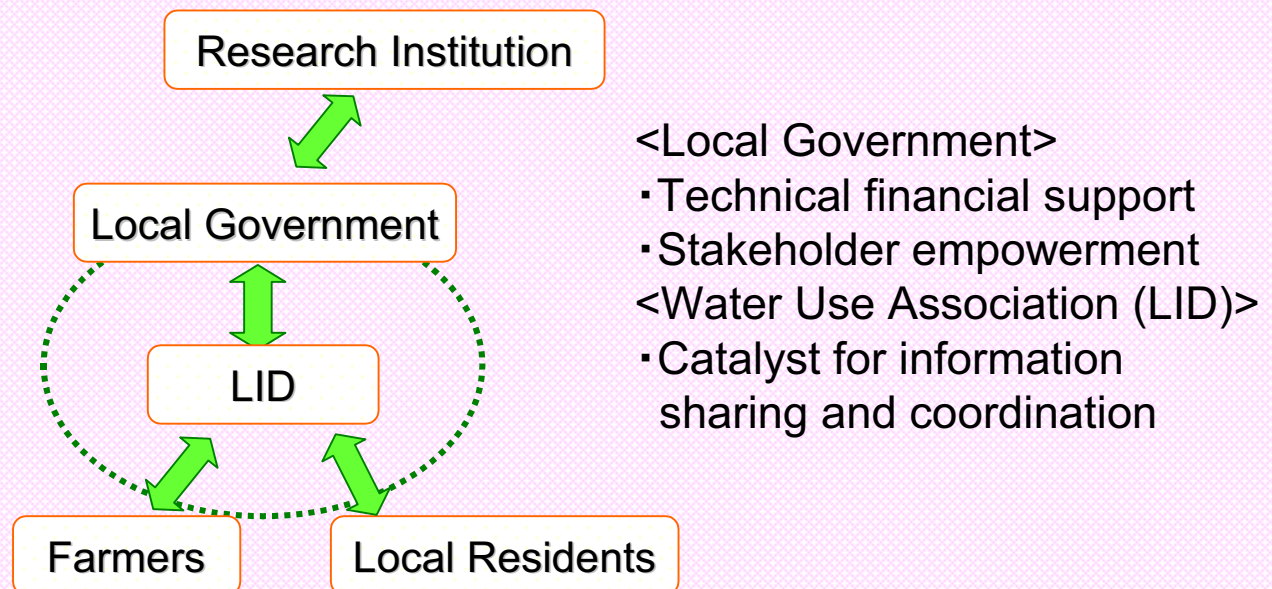 Research Institution
Local Government
LID
Farmers
Local Residents
<Local Government>
・Technical financial support
・Stakeholder empowerment
<Water Use Association (LID)>
・Catalyst for information
sharing and coordination